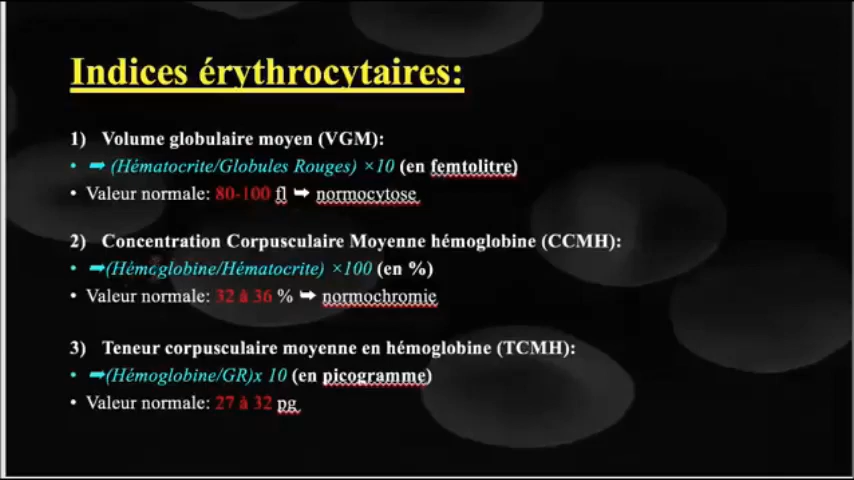 Indices érythrocytaires:
1) Volume globulaire moyen (VGM):
• ➡ (Hématocrite/Globules Rouges) ×10 (en femtolitre)
• Valeur normale: 80-100 fl ➥ normocytose
2) Concentration Corpusculaire Moyenne hémoglobine (CCMH):
• ➡(Hémoglobine/Hématocrite) ×100 (en %)
• Valeur normale: 32 à 36 % ➥ normochromie
3) Teneur corpusculaire moyenne en hémoglobine (TCMH):
• ➡(Hémoglobine/GR)x 10 (en picogramme)
• Valeur normale: 27 à 32 pg